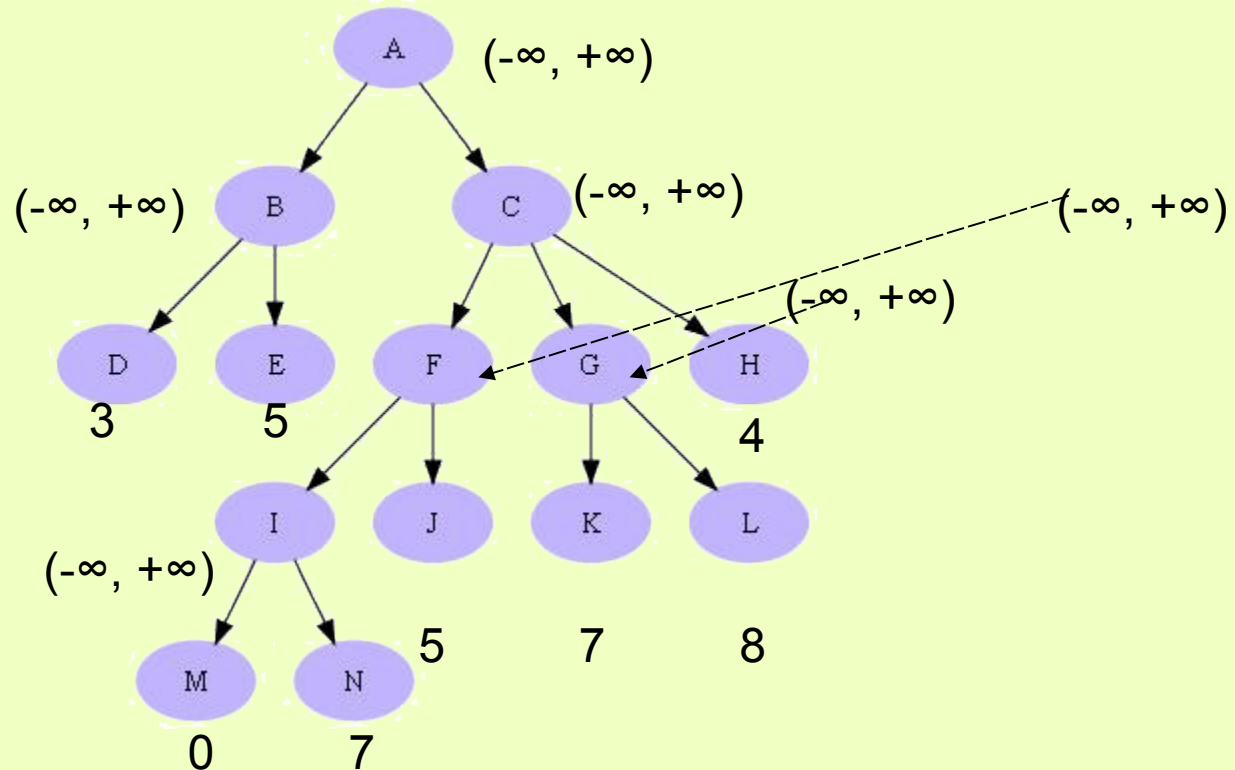 A (-∞, +∞)
(-∞, +∞) B C (-∞, +∞) (-∞, +∞)
(-∞, +∞)
D E F G H
3 5 4
I J K L
(-∞, +∞)
5 7 8
M N
0 7